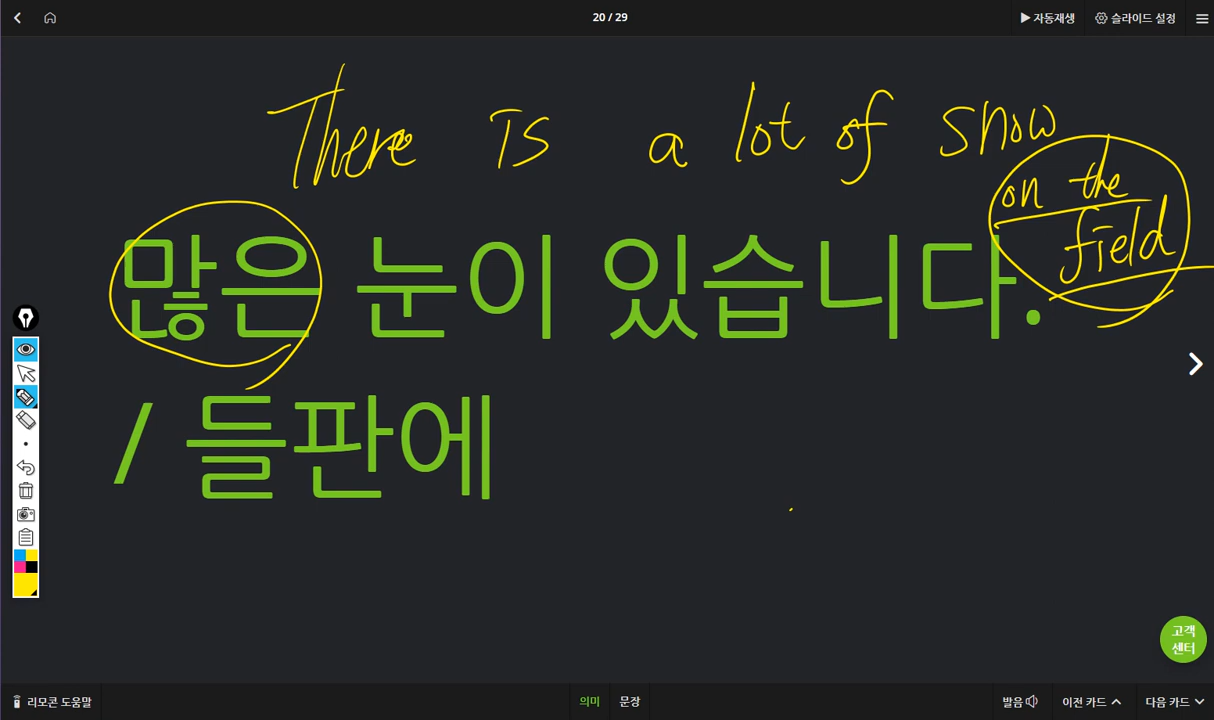 20 / 29
자동재생
슬라이드 설정
There is a lot of snow
on the
field
많은 눈이 있습니다.
/ 들판에
고객
센터
리모콘 도움말
의미
문장
발음
이전 카드
다음 카드